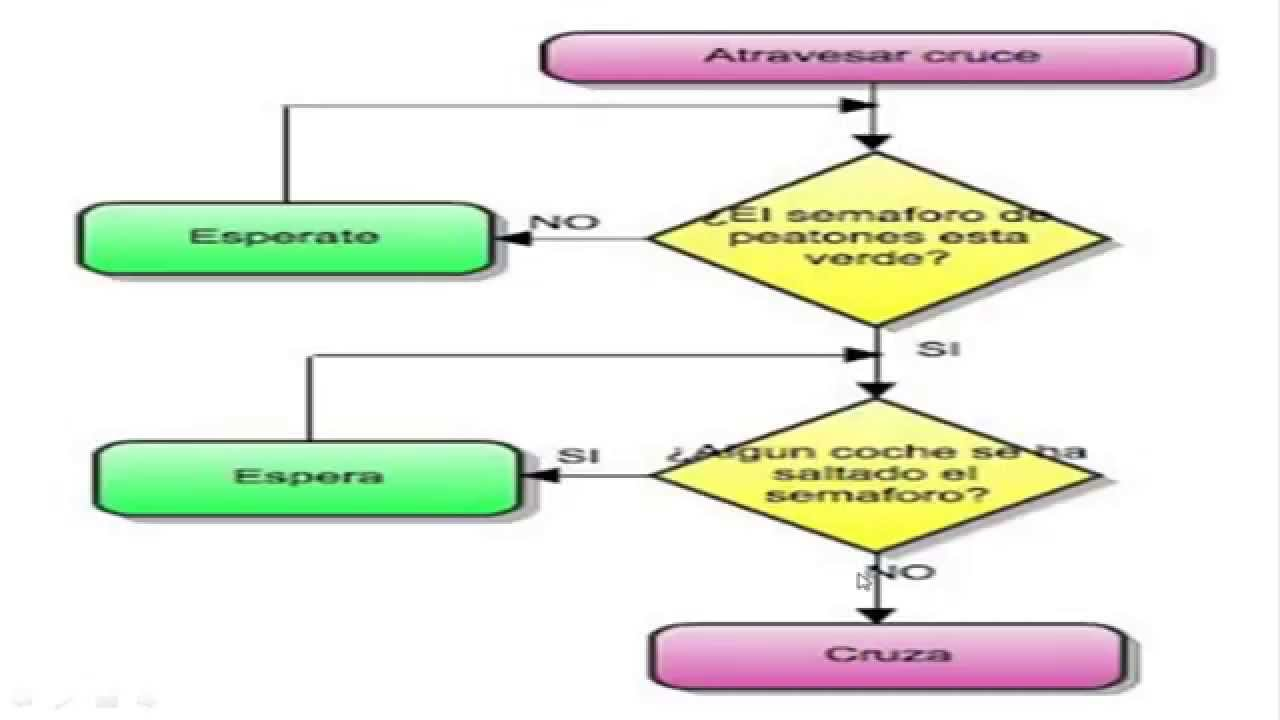 Atravesar cruce
¿El semaforo de
peatones esta
verde?
NO
Esperate
SI
¿Algun coche se ha
saltado el
semaforo?
SI
Espera
NO
Cruza